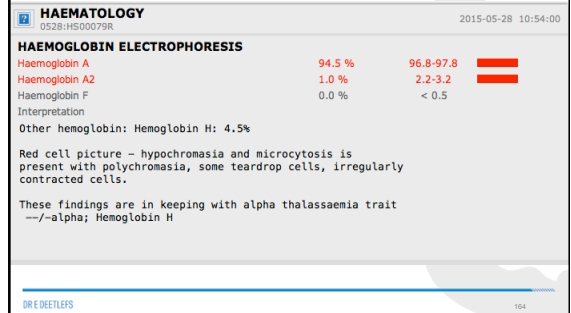 HAEMATOLOGY
2015-05-28 10:54:00
0528:HS00079R
HAEMOGLOBIN ELECTROPHORESIS
Haemoglobin A 94.5 % 96.8-97.8
Haemoglobin A2 1.0 % 2.2-3.2
Haemoglobin F 0.0 % < 0.5
Interpretation
Other hemoglobin: Hemoglobin H: 4.5%
Red cell picture – hypochromasia and microcytosis is
present with polychromasia, some teardrop cells, irregularly
contracted cells.
These findings are in keeping with alpha thalassaemia trait
--/-alpha; Hemoglobin H
DR E DEETLEFS
164